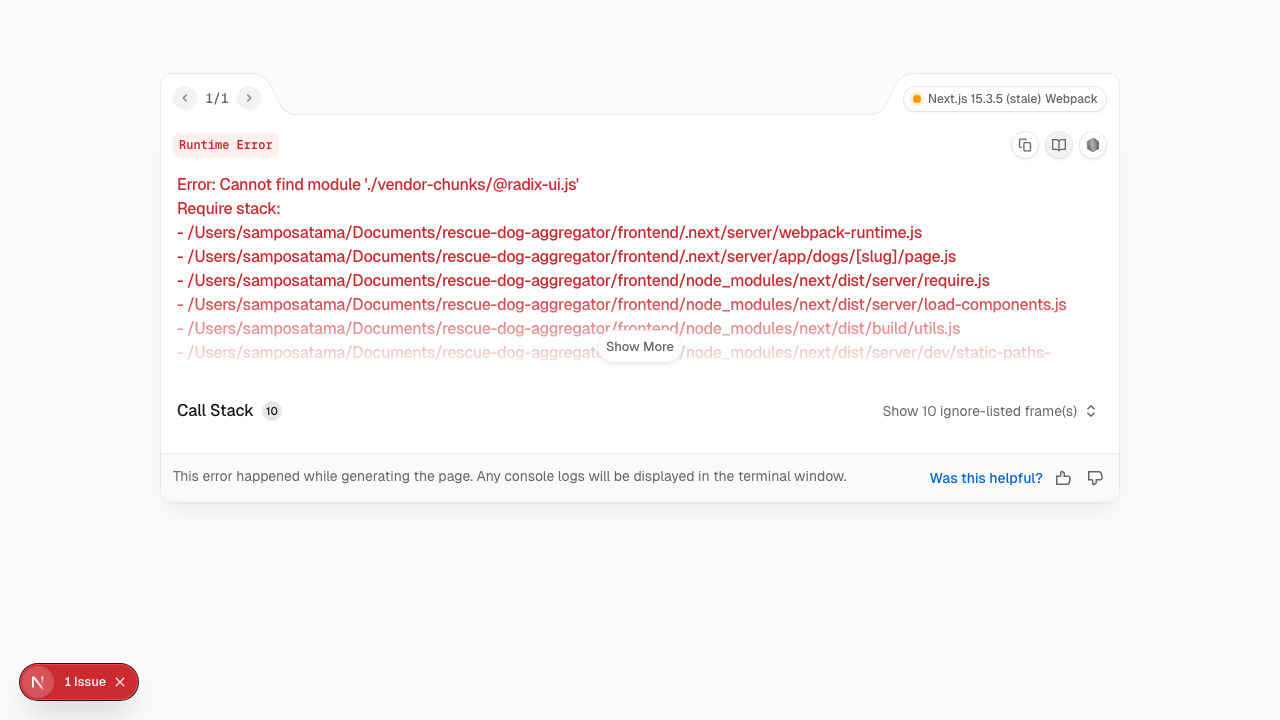 1/1
Next.js 15.3.5 (stale) Webpack
Runtime Error
Error: Cannot find module './vendor-chunks/@radix-ui.js'
Require stack:
- /Users/samposatama/Documents/rescue-dog-aggregator/frontend/.next/server/webpack-runtime.js
- /Users/samposatama/Documents/rescue-dog-aggregator/frontend/.next/server/app/dogs/[slug]/page.js
- /Users/samposatama/Documents/rescue-dog-aggregator/frontend/node_modules/next/dist/server/require.js
- /Users/samposatama/Documents/rescue-dog-aggregator/frontend/node_modules/next/dist/server/load-components.js
- /Users/samposatama/Documents/rescue-dog-aggregator/frontend/node_modules/next/dist/build/utils.js
- /Users/samposatama/Documents/rescue-dog-aggregato /node_modules/next/dist/server/dev/static-paths-
Show More
Call Stack 10
Show 10 ignore-listed frame(s)
This error happened while generating the page. Any console logs will be displayed in the terminal window.
Was this helpful?
N 1 Issue